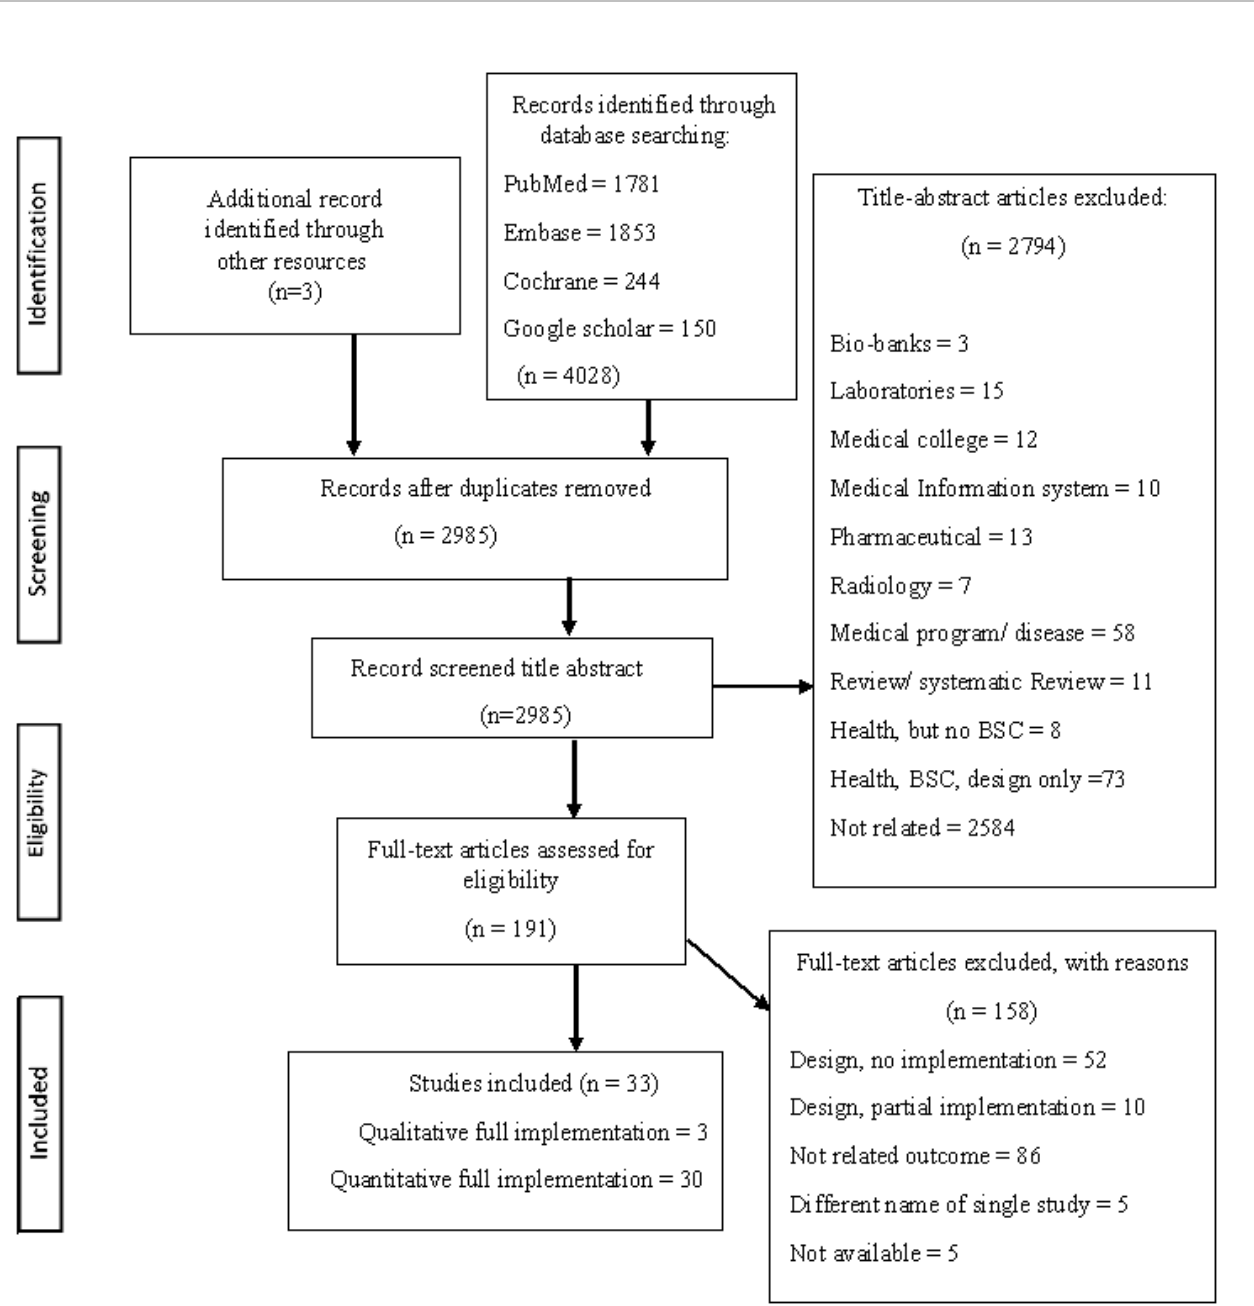 Identification
Additional record
identified through
other resources
(n=3)
Records identified through
database searching:
PubMed = 1781
Embase = 1853
Cochrane = 244
Google scholar = 150
(n = 4028)
Title-abstract articles excluded:
(n = 2794)
Bio-banks = 3
Laboratories = 15
Medical college = 12
Medical Information system = 10
Pharmaceutical = 13
Radiology = 7
Medical program/ disease = 58
Review/ systematic Review = 11
Health, but no BSC = 8
Health, BSC, design only =73
Not related = 2584
Screening
Records after duplicates removed
(n = 2985)
Record screened title abstract
(n=2985)
Eligibility
Full-text articles assessed for
eligibility
(n = 191)
Full-text articles excluded, with reasons
(n = 158)
Design, no implementation = 52
Design, partial implementation = 10
Not related outcome = 86
Different name of single study = 5
Not available = 5
Included
Studies included (n = 33)
Qualitative full implementation = 3
Quantitative full implementation = 30